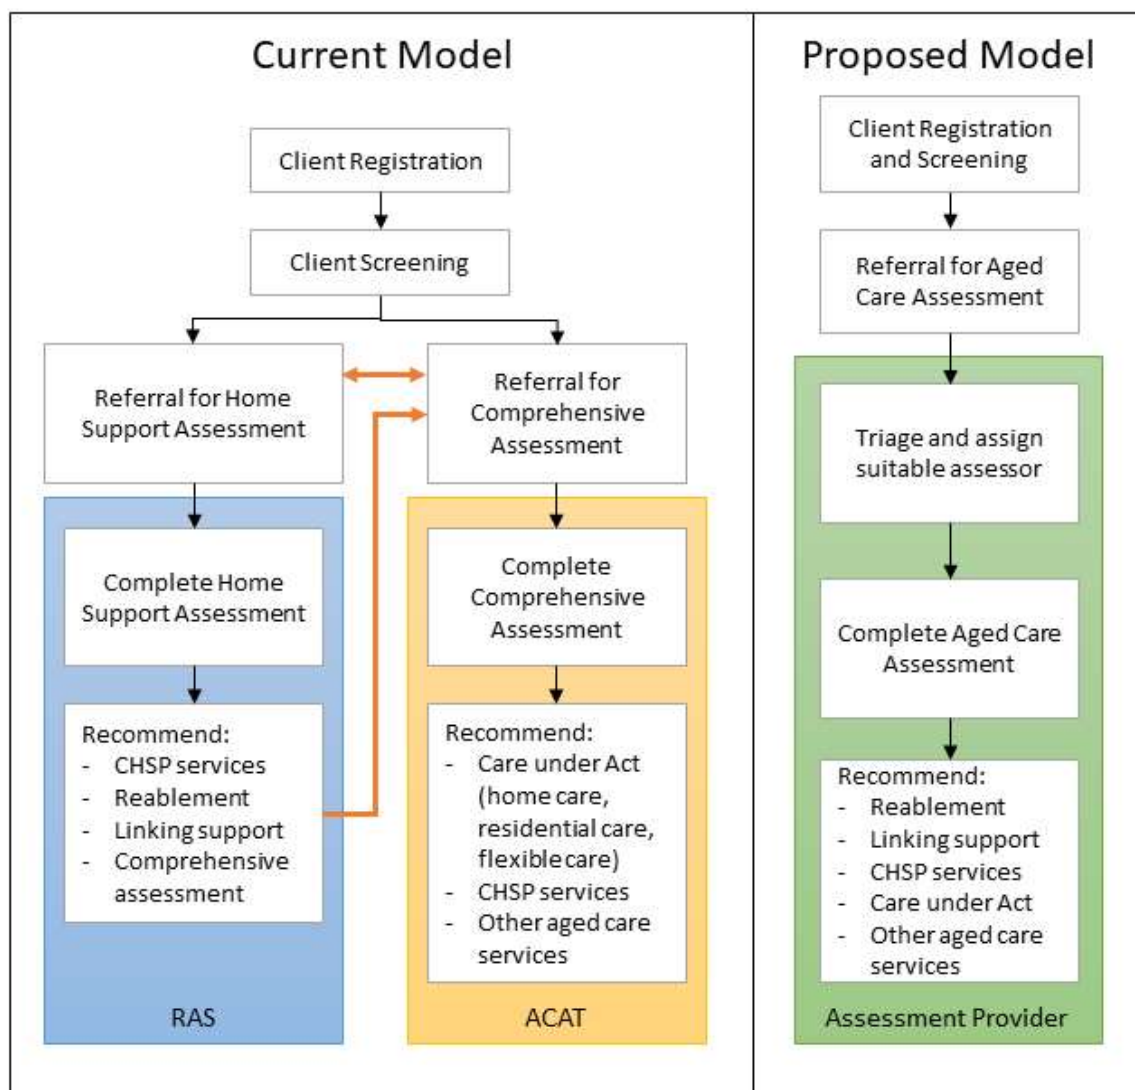 Current Model
Client Registration
Client Screening
Referral for Home
Support Assessment
Referral for
Comprehensive
Assessment
Complete Home
Support Assessment
Complete
Comprehensive
Assessment
Recommend:
- CHSP services
- Reablement
- Linking support
- Comprehensive
assessment
RAS
Recommend:
- Care under Act
(home care,
residential care,
flexible care)
- CHSP services
- Other aged care
services
ACAT
Proposed Model
Client Registration
and Screening
Referral for Aged
Care Assessment
Triage and assign
suitable assessor
Complete Aged Care
Assessment
Recommend:
- Reablement
- Linking support
- CHSP services
- Care under Act
- Other aged care
services
Assessment Provider